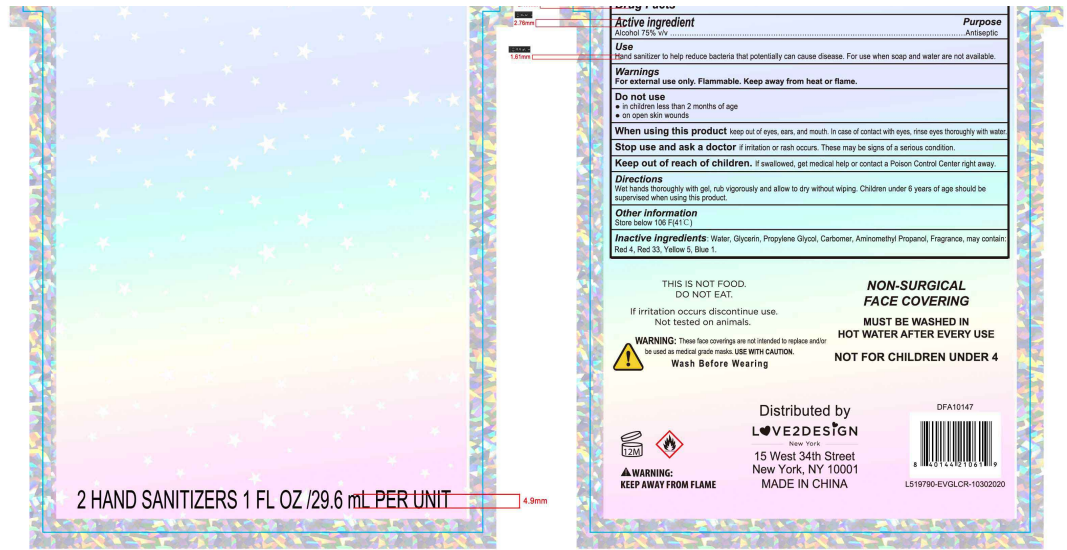 2 HAND SANITIZERS 1 FL OZ /29.6 mL PER UNIT
4.9mm
2.76mm
1.61mm
Drug Facts
Active ingredient Purpose
Alcohol 75% v/v ........ Antiseptic
Use
Hand sanitizer to help reduce bacteria that potentially can cause disease. For use when soap and water are not available.
Warnings
For external use only. Flammable. Keep away from heat or flame.
Do not use
● in children less than 2 months of age
● on open skin wounds
When using this product keep out of eyes, ears, and mouth. In case of contact with eyes, rinse eyes thoroughly with water.
Stop use and ask a doctor if irritation or rash occurs. These may be signs of a serious condition.
Keep out of reach of children. If swallowed, get medical help or contact a Poison Control Center right away.
Directions
Wet hands thoroughly with gel, rub vigorously and allow to dry without wiping. Children under 6 years of age should be
supervised when using this product.
Other information
Store below 106 F(41℃)
Inactive ingredients: Water, Glycerin, Propylene Glycol, Carbomer, Aminomethyl Propanol, Fragrance, may contain:
Red 4, Red 33, Yellow 5, Blue 1.
THIS IS NOT FOOD.
DO NOT EAT.
If irritation occurs discontinue use.
Not tested on animals.
WARNING: These face coverings are not intended to replace and/or
be used as medical grade masks. USE WITH CAUTION.
Wash Before Wearing
NON-SURGICAL
FACE COVERING
MUST BE WASHED IN
HOT WATER AFTER EVERY USE
NOT FOR CHILDREN UNDER 4
12M
WARNING:
KEEP AWAY FROM FLAME
Distributed by
LOVE2DESIGN
New York
15 West 34th Street
New York, NY 10001
MADE IN CHINA
DFA10147
8 40144 21061 9
L519790-EVGLCR-10302020